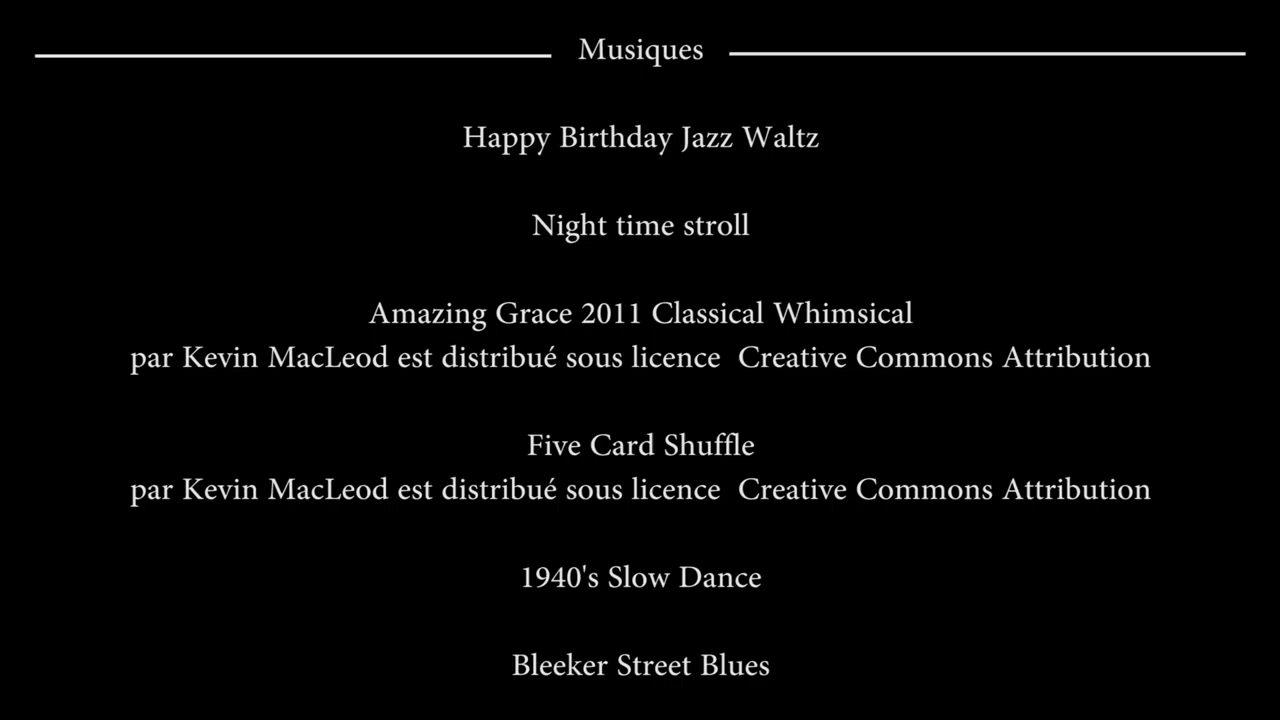 Musiques
Happy Birthday Jazz Waltz
Night time stroll
Amazing Grace 2011 Classical Whimsical
par Kevin MacLeod est distribué sous licence  Creative Commons Attribution
Five Card Shuffle
par Kevin MacLeod est distribué sous licence  Creative Commons Attribution
1940's Slow Dance
Bleeker Street Blues